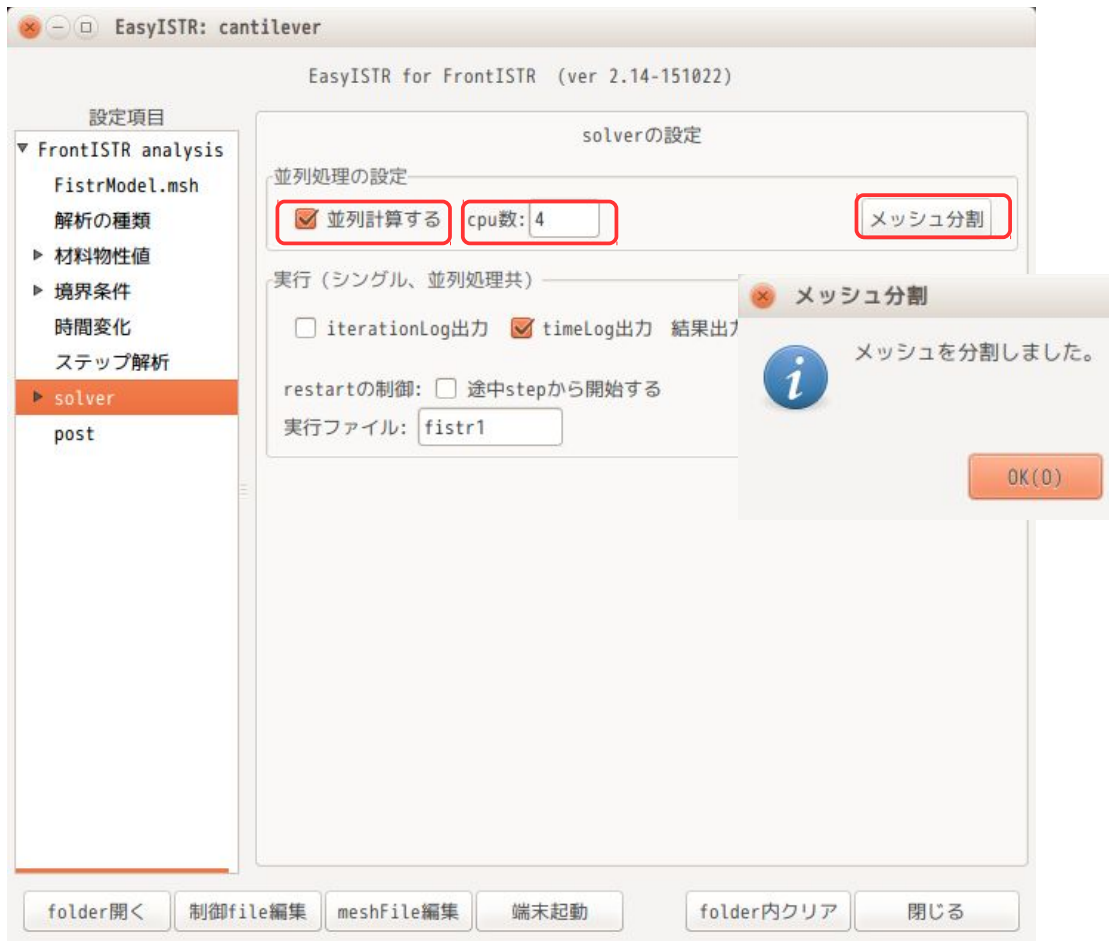 EasyISTR: cantilever
EasyISTR for FrontISTR (ver 2.14-151022)
設定項目
FrontISTR analysis
FistrModel.msh
解析の種類
材料物性値
境界条件
時間変化
ステップ解析
solver
post
solverの設定
並列処理の設定
並列計算する cpu数: 4 メッシュ分割
実行 (シングル、並列処理共)
iterationLog出力 timeLog出力 結果出力
restartの制御: 途中stepから開始する
実行ファイル: fistr1
メッシュ分割
メッシュを分割しました。
OK(O)
folder開く 制御file編集 meshFile編集 端末起動 folder内クリア 閉じる